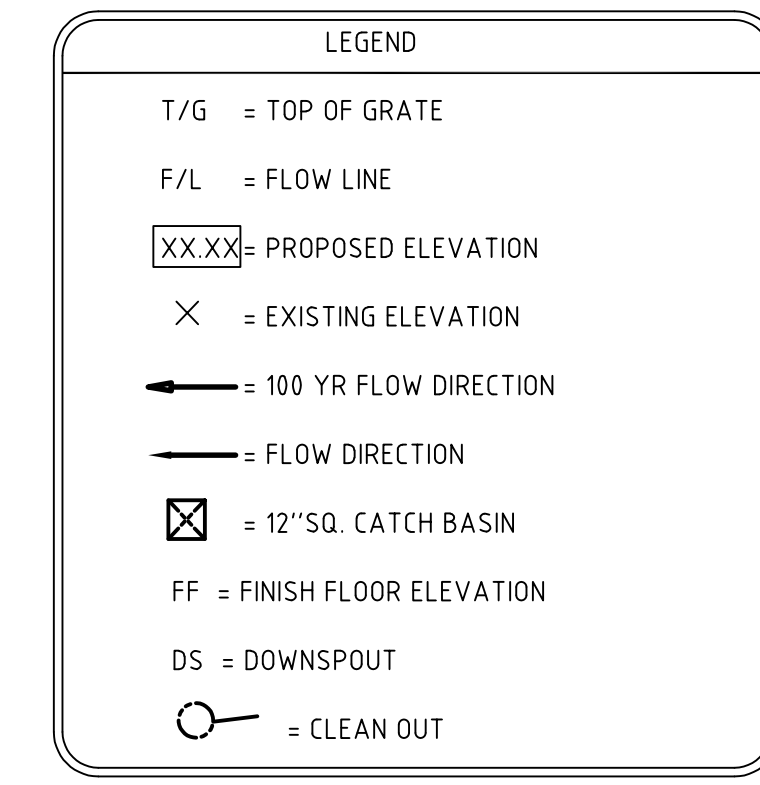 LEGEND
T/G = TOP OF GRATE
F/L = FLOW LINE
XX.XX = PROPOSED ELEVATION
= EXISTING ELEVATION
= 100 YR FLOW DIRECTION
= FLOW DIRECTION
= 12''SQ. CATCH BASIN
FF = FINISH FLOOR ELEVATION
DS = DOWNSPOUT
= CLEAN OUT